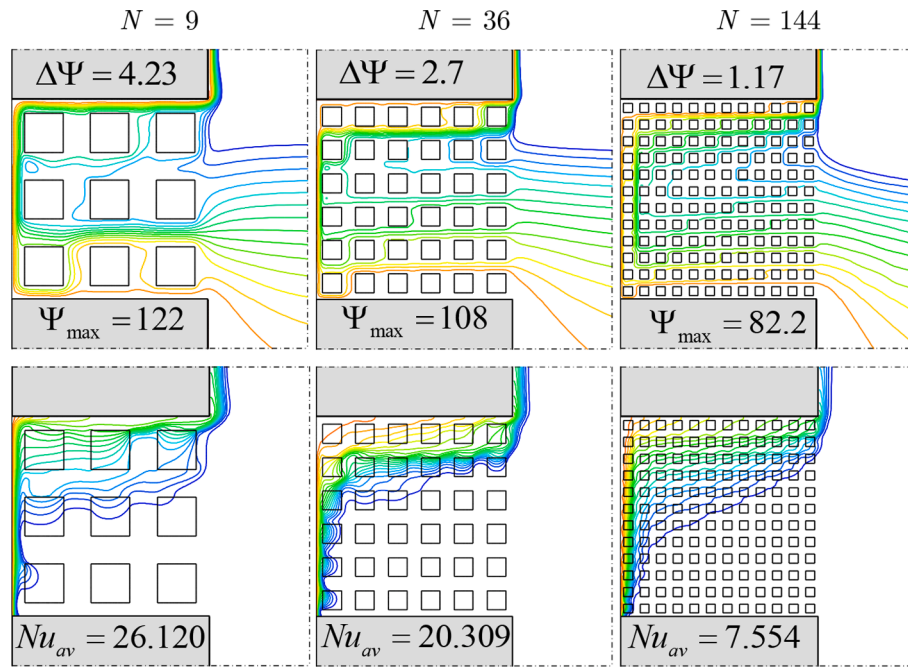 N = 9 N = 36 N = 144
ΔΨ = 4.23 ΔΨ = 2.7 ΔΨ = 1.17
Ψmax = 122 Ψmax = 108 Ψmax = 82.2
Nuav = 26.120 Nuav = 20.309 Nuav = 7.554